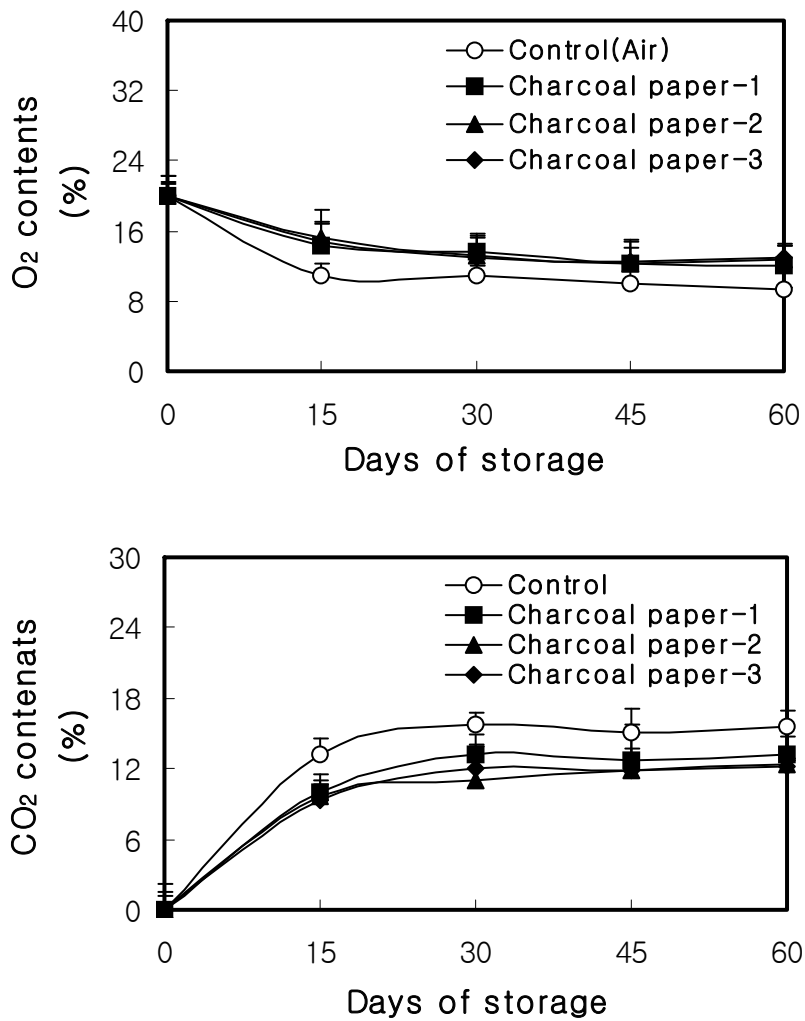 40
32
24
16
8
0
O2 contents
(%)
Control(Air)
Charcoal paper-1
Charcoal paper-2
Charcoal paper-3
0 15 30 45 60
Days of storage
30
24
18
12
6
0
CO2 contenats
(%)
Control
Charcoal paper-1
Charcoal paper-2
Charcoal paper-3
0 15 30 45 60
Days of storage